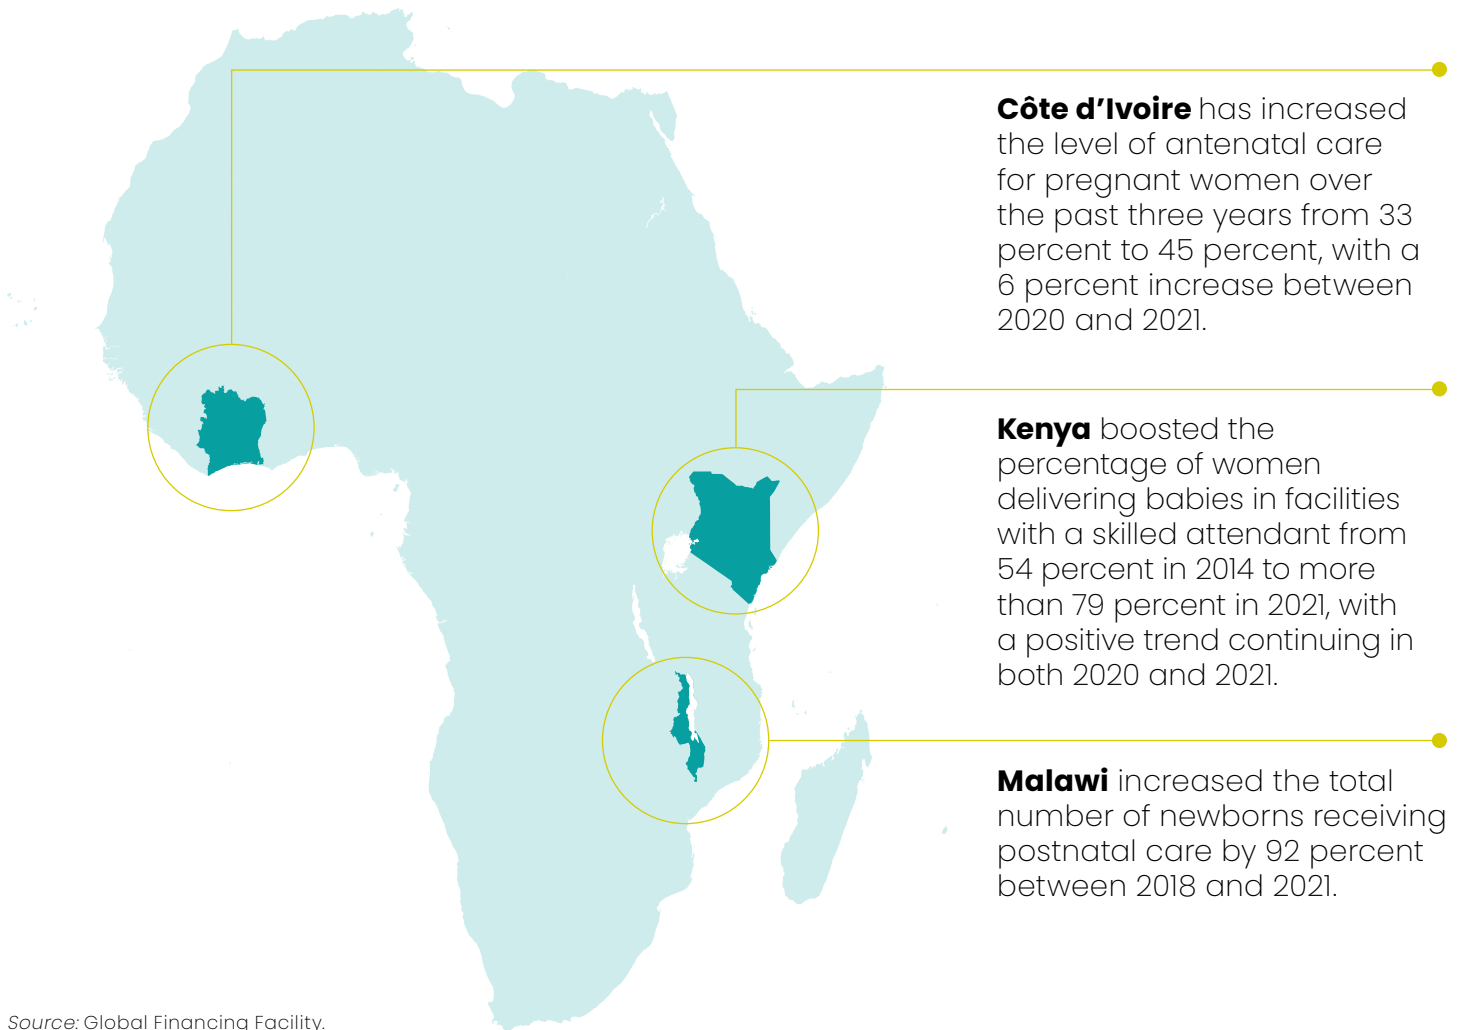 Côte d’Ivoire has increased
the level of antenatal care
for pregnant women over
the past three years from 33
percent to 45 percent, with a
6 percent increase between
2020 and 2021.
Kenya boosted the
percentage of women
delivering babies in facilities
with a skilled attendant from
54 percent in 2014 to more
than 79 percent in 2021, with
a positive trend continuing in
both 2020 and 2021.
Malawi increased the total
number of newborns receiving
postnatal care by 92 percent
between 2018 and 2021.
Source: Global Financing Facility.